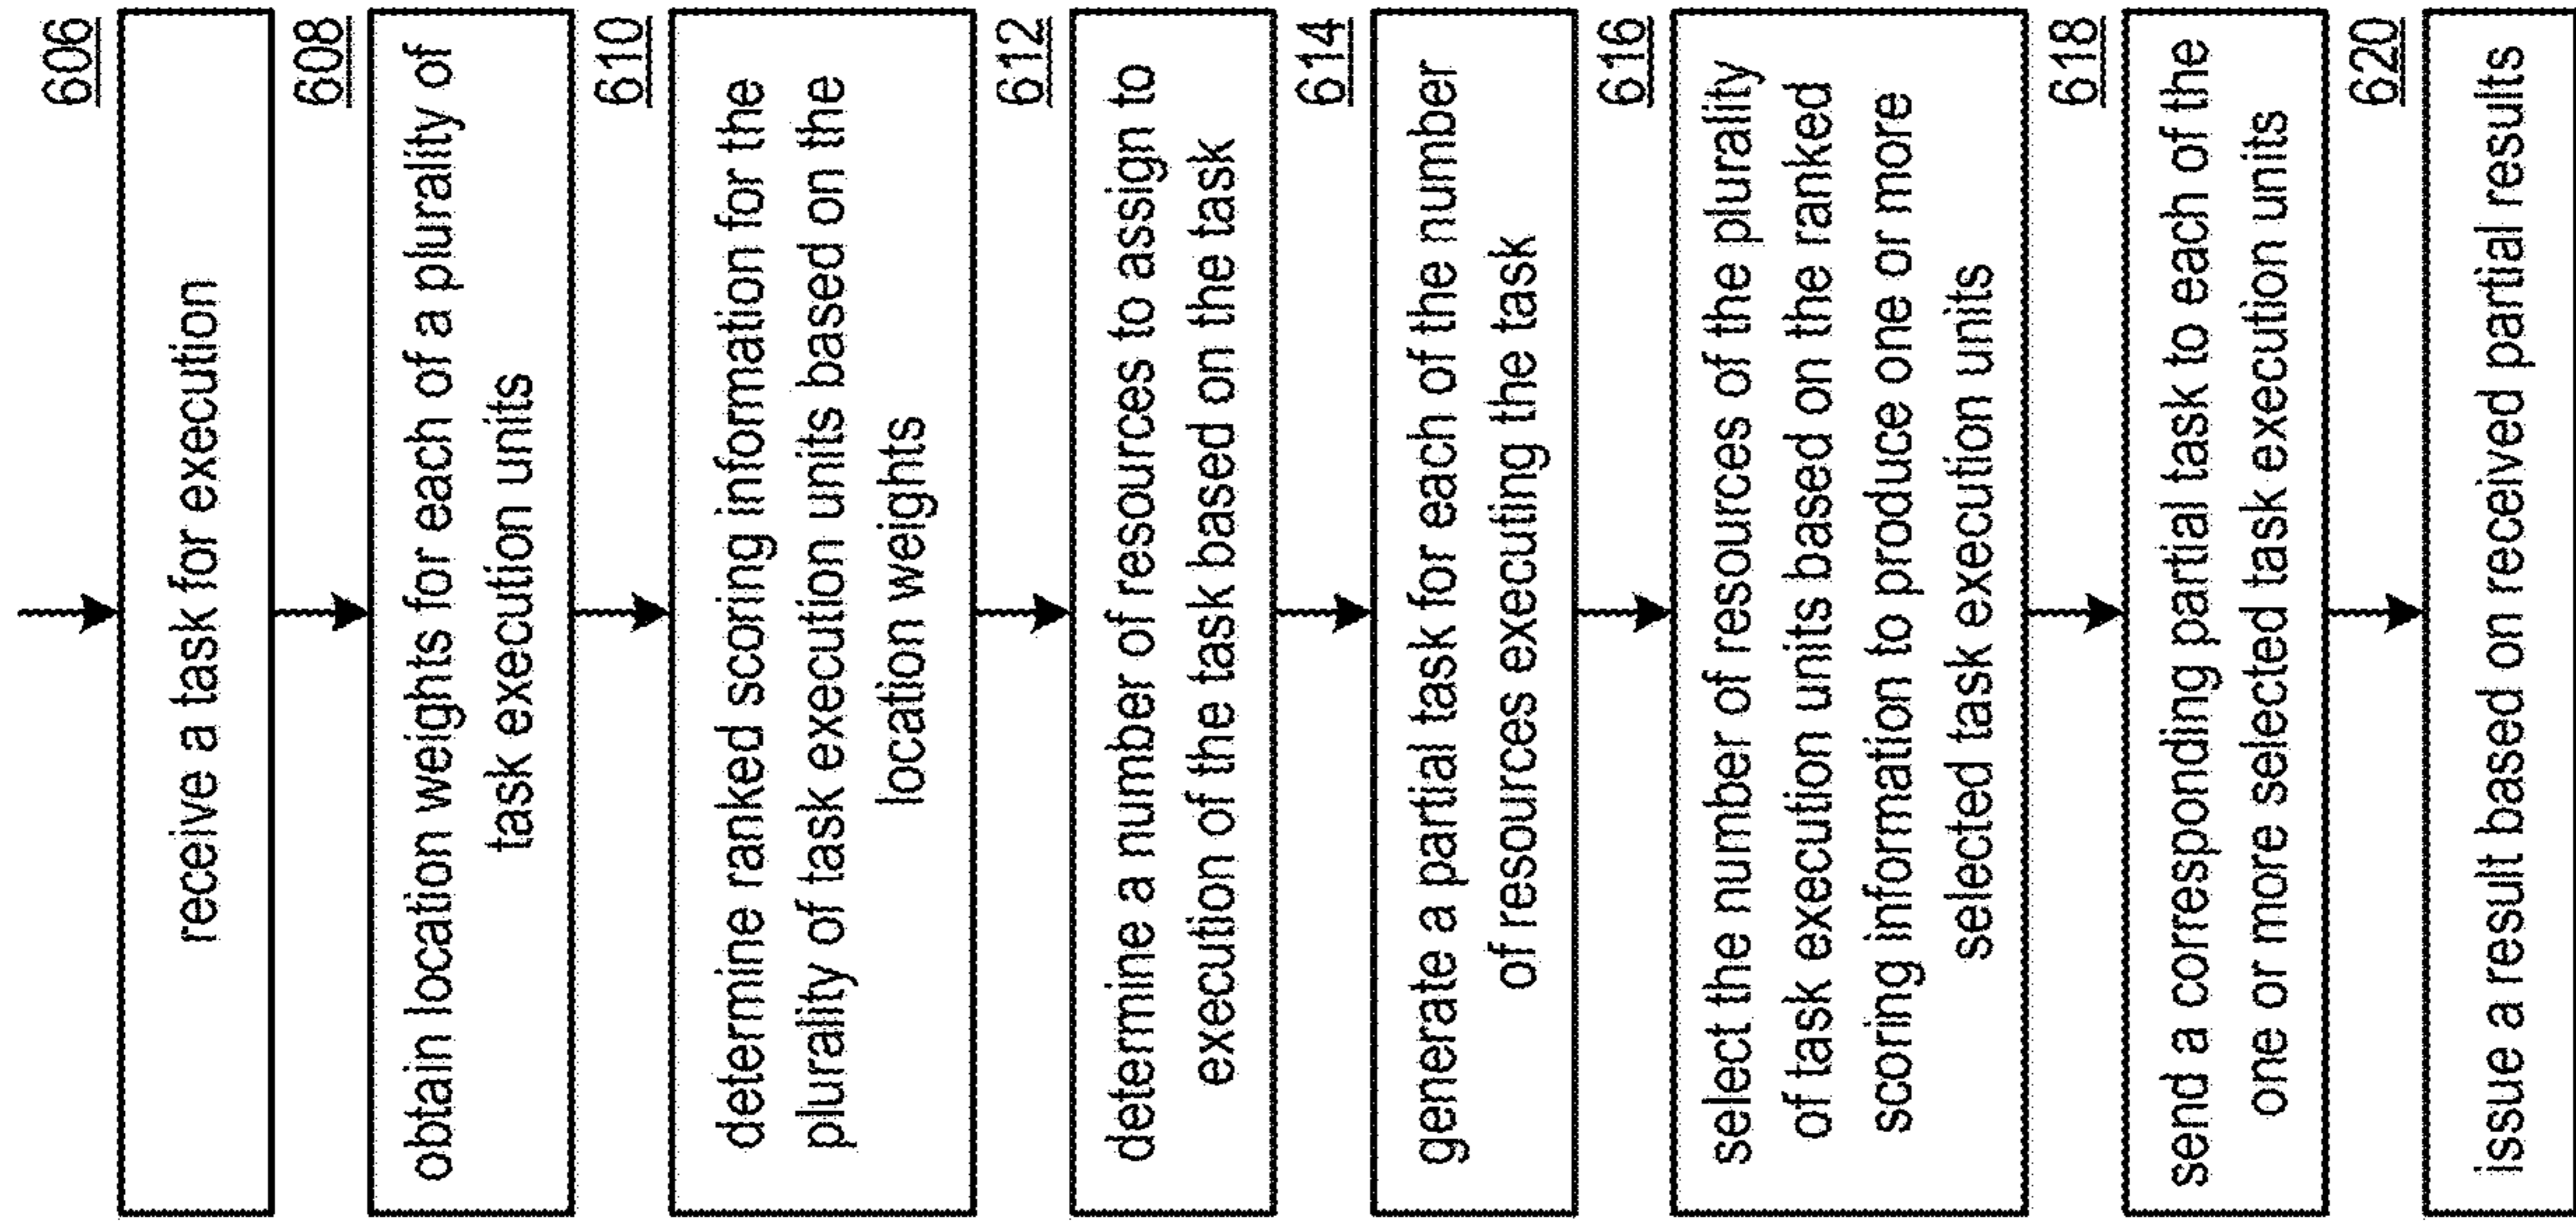 606
receive a task for execution
608
obtain location weights for each of a plurality of
task execution units
610
determine ranked scoring information for the
plurality of task execution units based on the
location weights
612
determine a number of resources to assign to
execution of the task based on the task
614
generate a partial task for each of the number
of resources executing the task
616
select the number of resources of the plurality
of task execution units based on the ranked
scoring information to produce one or more
selected task execution units
618
send a corresponding partial task to each of the
one or more selected task execution units
620
issue a result based on received partial results